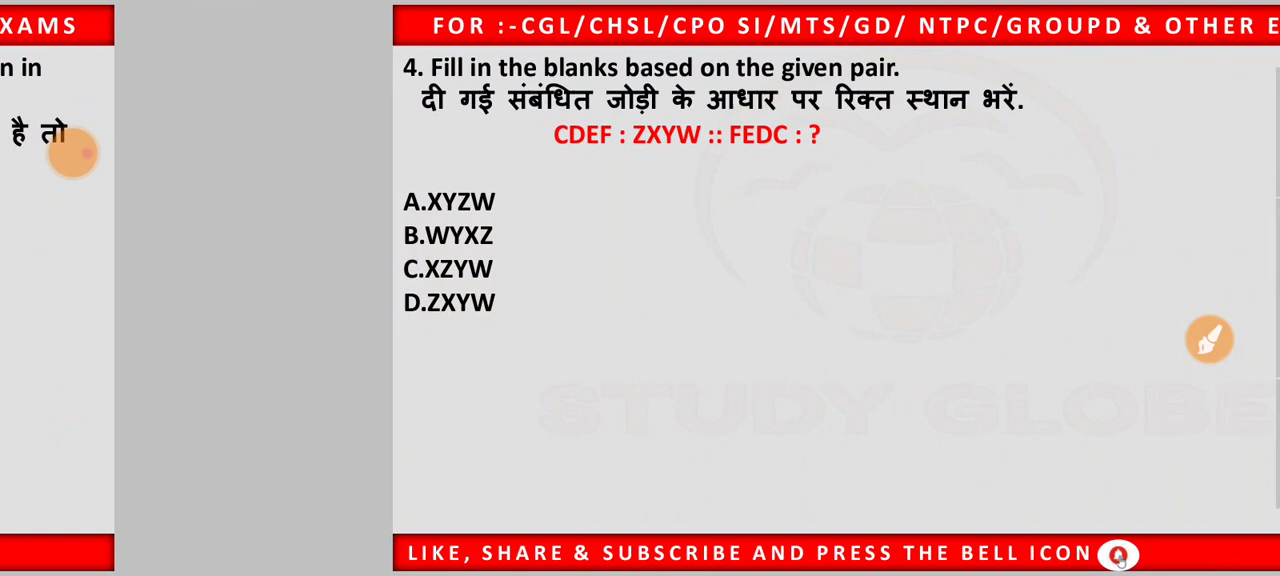 XAMS
n in
है तो
FOR :-CGL/CHSL/CPO SI/MTS/GD/ NTPC/GROUPD & OTHER E
4. Fill in the blanks based on the given pair.
दी गई संबंधित जोड़ी के आधार पर रिक्त स्थान भरें.
CDEF : ZXYW :: FEDC : ?
A.XYZW
B.WYXZ
C.XZYW
D.ZXYW
STUDY GLOBE
LIKE, SHARE & SUBSCRIBE AND PRESS THE BELL ICON